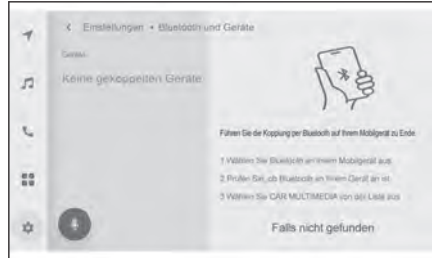 Einstellungen • Bluetooth und Geräte
Geräte
Keine gekoppelten Geräte
Führen Sie die Kopplung per Bluetooth auf Ihrem Mobilgerät zu Ende.
1 Wählen Sie Bluetooth an Ihrem Mobilgerät aus.
2 Prüfen Sie, ob Bluetooth an Ihrem Gerät an ist.
3 Wählen Sie CAR MULTIMEDIA von der Liste aus.
Falls nicht gefunden